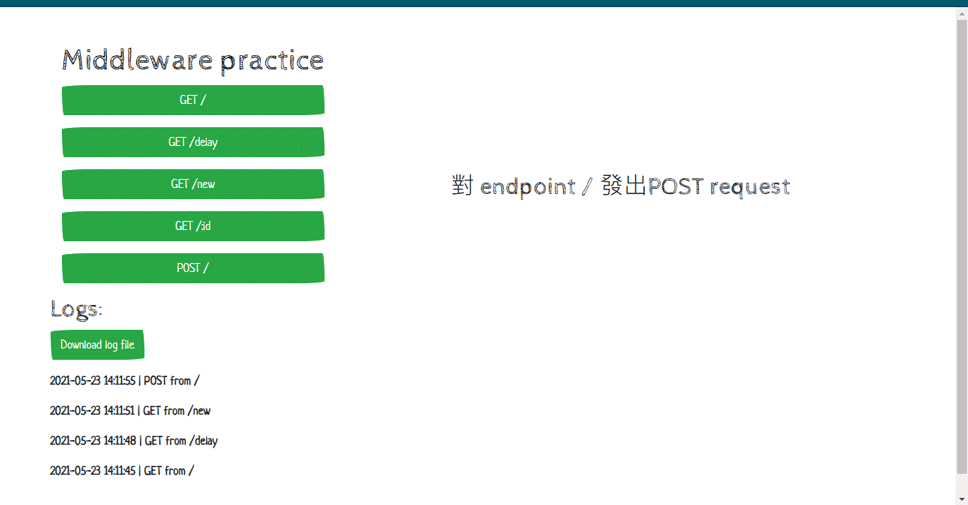 Middleware practice
GET /
GET /delay
GET /new
GET /:id
POST /
對 endpoint / 發出POST request
Logs:
Download log file
2021-05-23 14:11:55 | POST from /
2021-05-23 14:11:51 | GET from /new
2021-05-23 14:11:48 | GET from /delay
2021-05-23 14:11:45 | GET from /